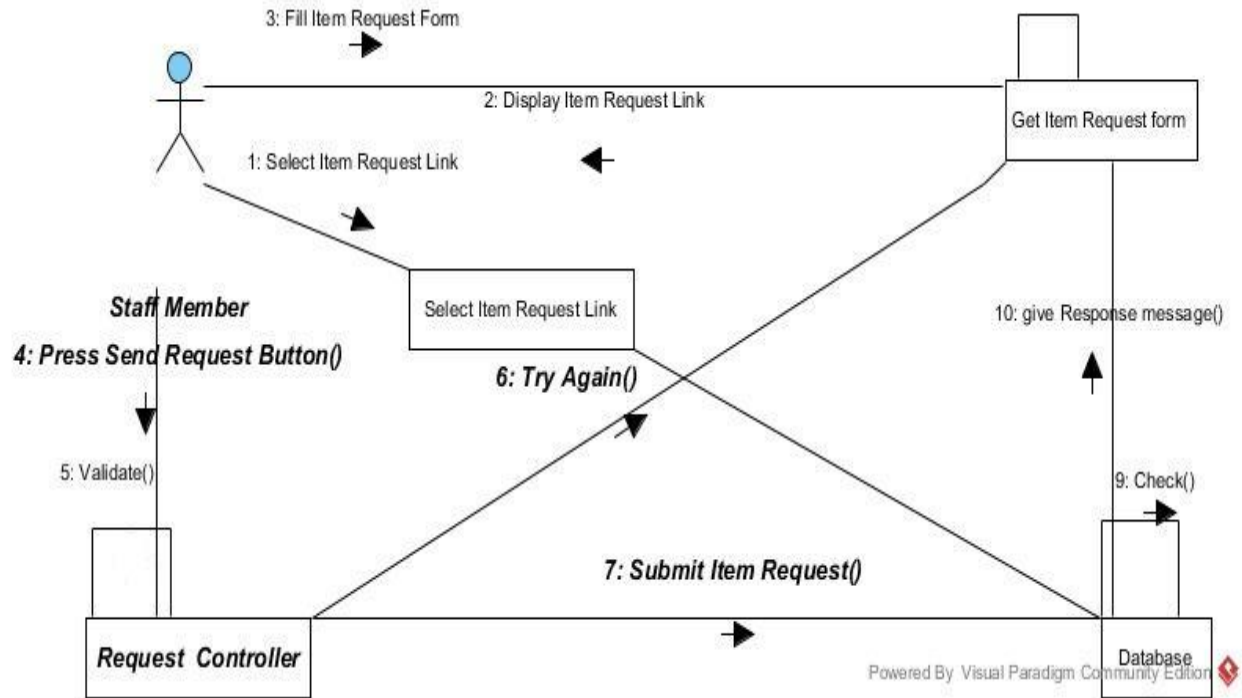 3: Fill Item Request Form
2: Display Item Request Link
Get Item Request form
1: Select Item Request Link
Staff Member
Select Item Request Link
10: give Response message()
4: Press Send Request Button()
6: Try Again()
5: Validate()
9: Check()
7: Submit Item Request()
Request Controller
Database
Powered By Visual Paradigm Community Edition